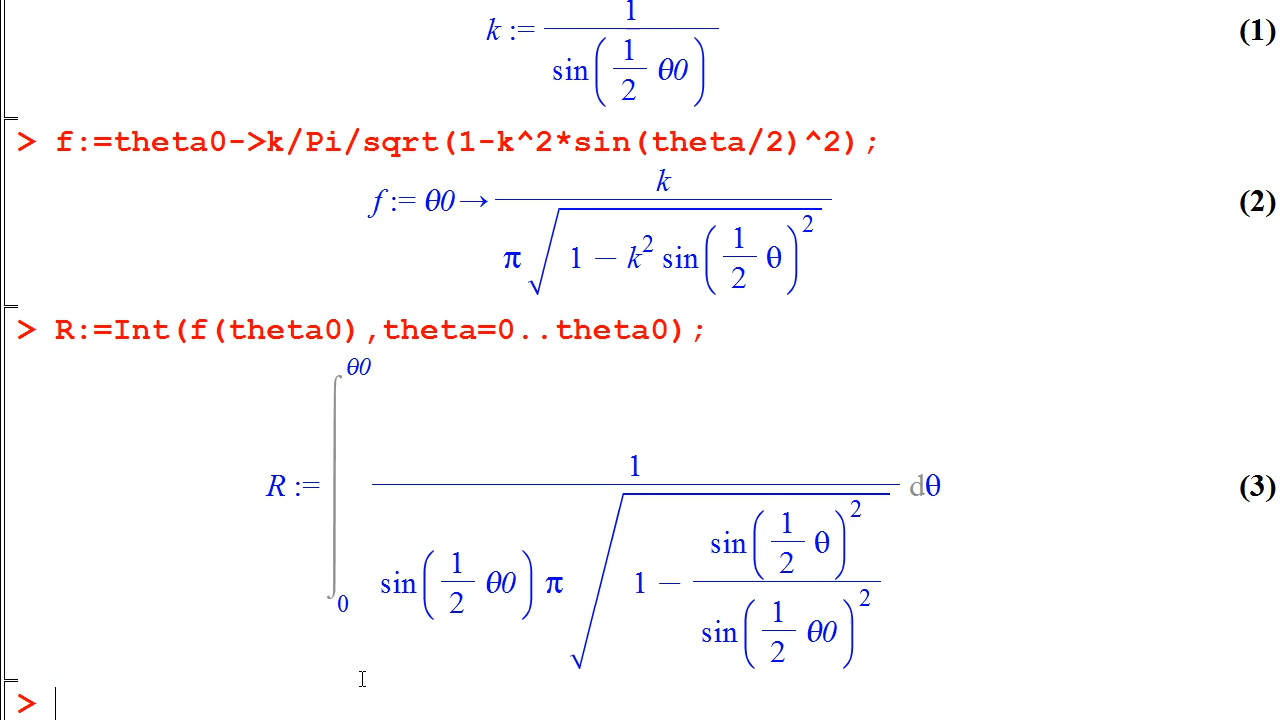 k := 1 / sin(1/2 θ0) (1)
> f:=theta0->k/Pi/sqrt(1-k^2*sin(theta/2)^2);
f := θ0 → k / (π √(1 − k² sin(1/2 θ)²)) (2)
> R:=Int(f(theta0),theta=0..theta0);
R := ∫₀^θ0 1 / (sin(1/2 θ0) π √(1 − sin(1/2 θ)² / sin(1/2 θ0)²)) dθ (3)
>